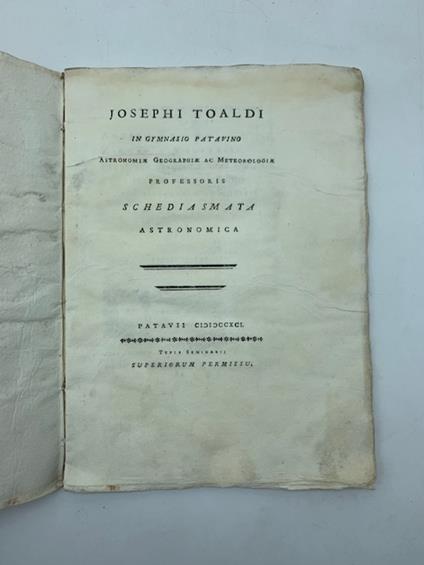 JOSEPHI TOALDI
IN GYMNASIO PATAVINO
ASTRONOMIÆ GEOGRAPHIÆ AC METEOROLOGIÆ
PROFESSORIS
SCHEDIASMATA
ASTRONOMICA
PATAVII CIƆIƆCCXCI.
TYPIS SEMINARII
SUPERIORUM PERMISSU.